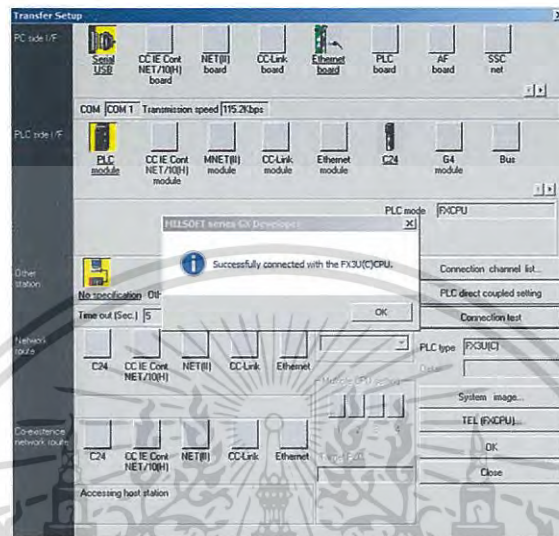 Transfer Setup
PC side I/F
Serial USB
CC IE Cont NET/10(H) board
NET(II) board
CC-Link board
Ethernet board
PLC board
AF board
SSC net
COM COM 1 Transmission speed 115.2Kbps
PLC side I/F
PLC module
CC IE Cont NET/10(H) module
MNET(II) module
CC-Link module
Ethernet module
C24
G4 module
Bus
PLC mode FXCPU
MELSOFT series GX Developer
Successfully connected with the FX3U(C)CPU.
OK
Other station
No specification
Time out (Sec.) 5
Connection channel list...
PLC direct coupled setting
Connection test
Network route
C24
CC IE Cont NET/10(H)
NET(II)
CC-Link
Ethernet
PLC type FX3U(C)
Detail
Multiple CPU setting
System image...
TEL (FXCPU)...
OK
Close
Co-existence network route
C24
CC IE Cont NET/10(H)
NET(II)
CC-Link
Ethernet
Accessing host station